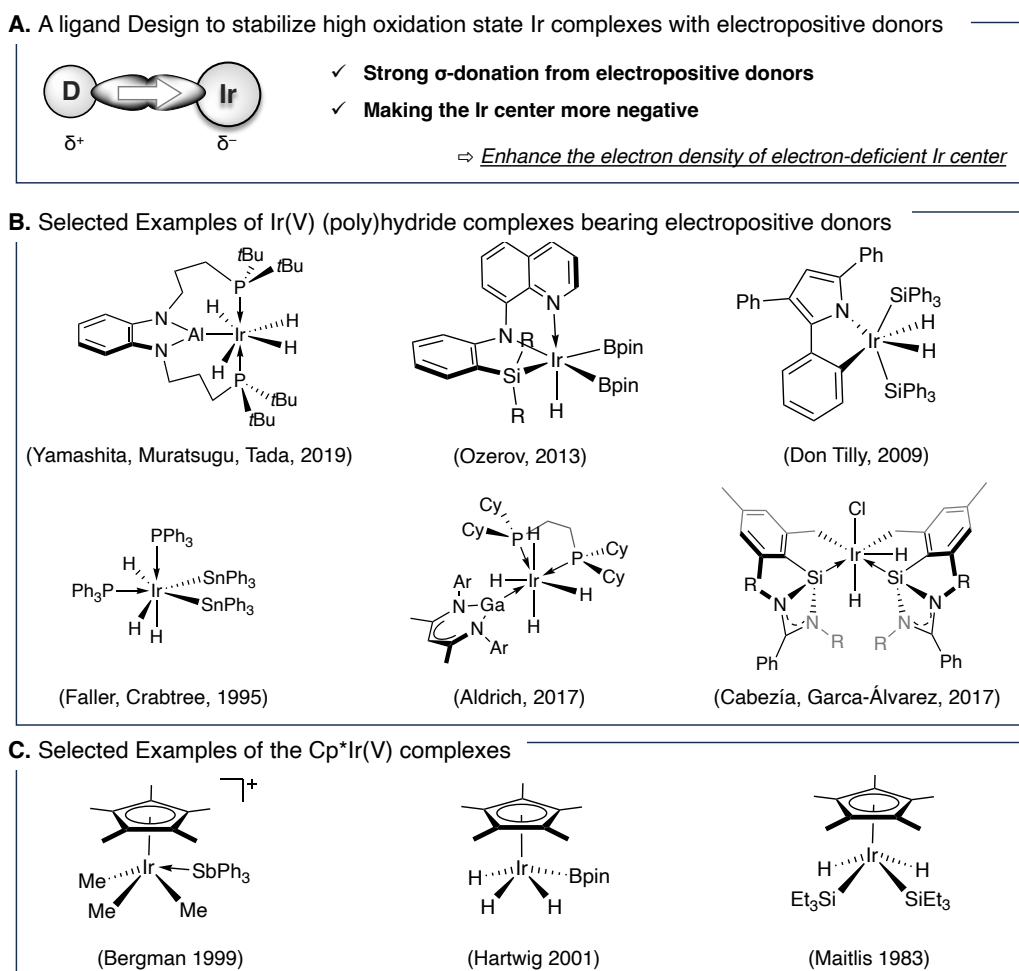 A. A ligand Design to stabilize high oxidation state Ir complexes with electropositive donors
D
Ir
δ+
δ−
✓ Strong σ-donation from electropositive donors
✓ Making the Ir center more negative
⇨ Enhance the electron density of electron-deficient Ir center
B. Selected Examples of Ir(V) (poly)hydride complexes bearing electropositive donors
tBu
tBu
P
H
N
H
Al
Ir
H
N
H
P
tBu
tBu
(Yamashita, Muratsugu, Tada, 2019)
N
N
R
Ir
Bpin
Si
Bpin
R
H
(Ozerov, 2013)
Ph
Ph
SiPh3
N
H
Ir
H
SiPh3
(Don Tilly, 2009)
PPh3
H
SnPh3
Ph3P
Ir
SnPh3
H
H
(Faller, Crabtree, 1995)
Cy
Cy
P
H
Cy
P
Ar
H
Ir
Cy
N
Ga
H
N
H
Ar
(Aldrich, 2017)
Cl
Ir
H
R
Si
Si
R
N
H
N
N
N
R
R
Ph
Ph
(Cabezía, Garca-Álvarez, 2017)
C. Selected Examples of the Cp*Ir(V) complexes
+
Ir
SbPh3
Me
Me
Me
(Bergman 1999)
Ir
H
Bpin
H
H
(Hartwig 2001)
Ir
H
H
Et3Si
SiEt3
(Maitlis 1983)